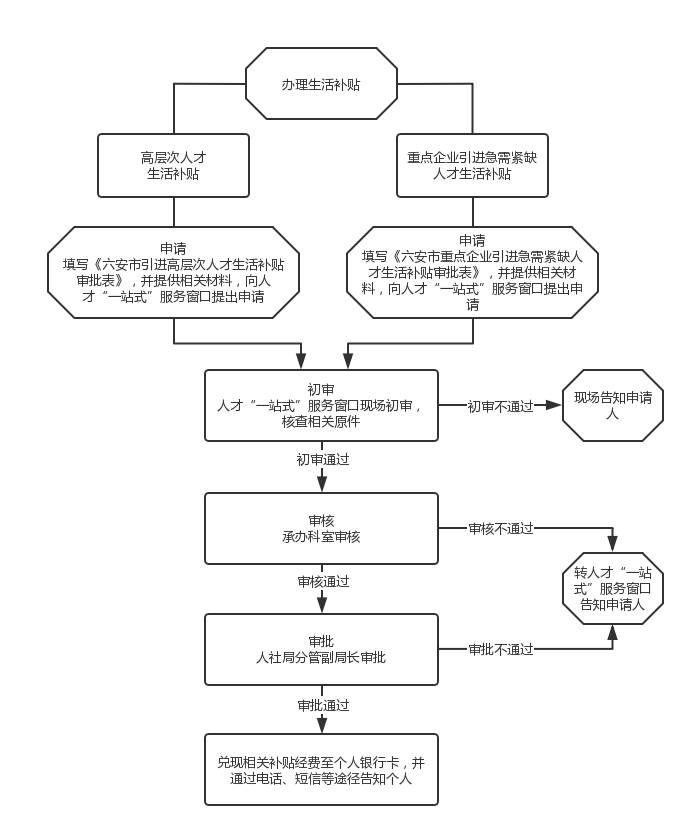 办理生活补贴
高层次人才
生活补贴
重点企业引进急需紧缺
人才生活补贴
申请
填写《六安市引进高层次人才生活补贴
审批表》，并提供相关材料，向人
才“一站式”服务窗口提出申请
申请
填写《六安市重点企业引进急需紧缺人
才生活补贴审批表》，并提供相关材
料，向人才“一站式”服务窗口提出申
请
初审
人才“一站式”服务窗口现场初审，
核查相关原件
初审不通过
现场告知申请
人
初审通过
审核
承办科室审核
审核不通过
转人才“一站
式”服务窗口
告知申请人
审核通过
审批
人社局分管副局长审批
审批不通过
审批通过
兑现相关补贴经费至个人银行卡，并
通过电话、短信等途径告知个人